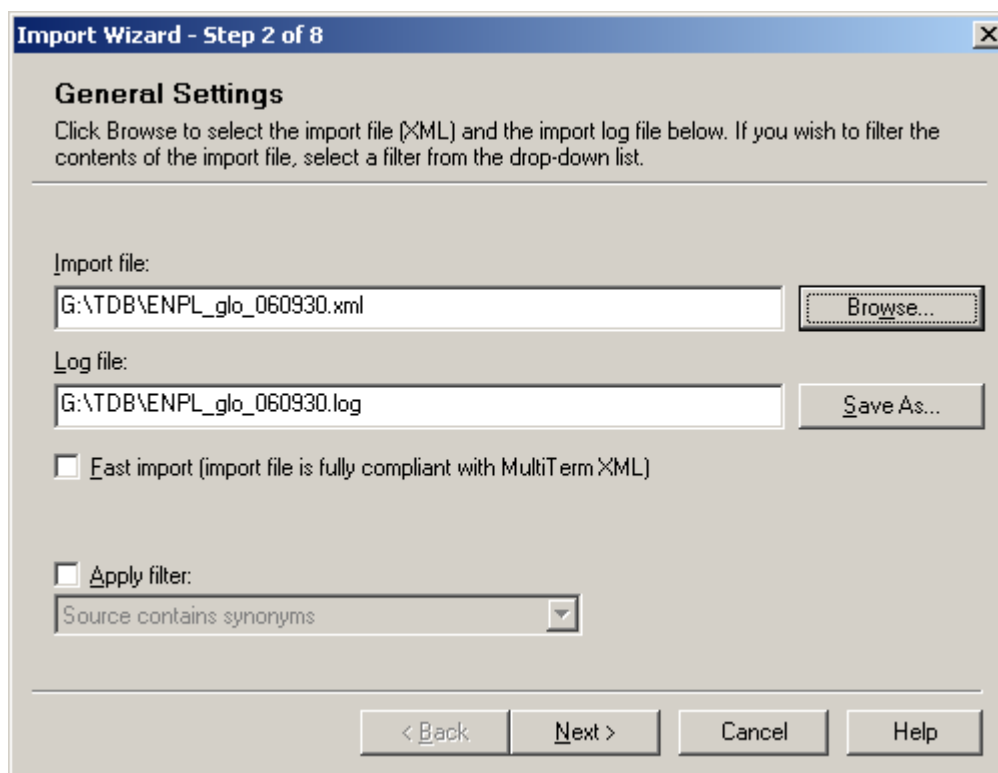 Import Wizard - Step 2 of 8
General Settings
Click Browse to select the import file (XML) and the import log file below. If you wish to filter the
contents of the import file, select a filter from the drop-down list.
Import file:
G:\TDB\ENPL_glo_060930.xml
Browse...
Log file:
G:\TDB\ENPL_glo_060930.log
Save As...
Fast import (import file is fully compliant with MultiTerm XML)
Apply filter:
Source contains synonyms
< Back
Next >
Cancel
Help